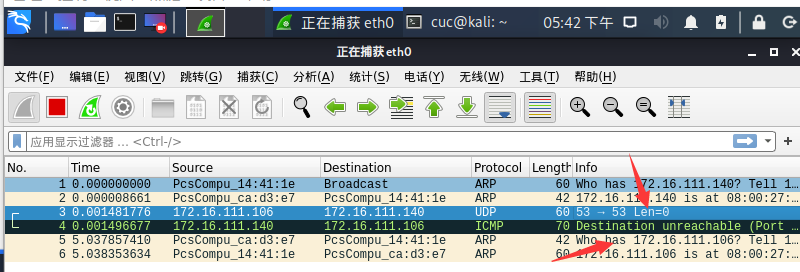 正在捕获 eth0 cuc@kali: ~ 05:42 下午
正在捕获 eth0
文件(F) 编辑(E) 视图(V) 跳转(G) 捕获(C) 分析(A) 统计(S) 电话(Y) 无线(W) 工具(T) 帮助(H)
应用显示过滤器 … <Ctrl-/>
No. Time Source Destination Protocol Length Info
1 0.000000000 PcsCompu_14:41:1e Broadcast ARP 60 Who has 172.16.111.140? Tell 1…
2 0.000008661 PcsCompu_ca:d3:e7 PcsCompu_14:41:1e ARP 42 172.16.111.140 is at 08:00:27:…
3 0.001481776 172.16.111.106 172.16.111.140 UDP 60 53 → 53 Len=0
4 0.001496677 172.16.111.140 172.16.111.106 ICMP 70 Destination unreachable (Port …
5 5.037857410 PcsCompu_ca:d3:e7 PcsCompu_14:41:1e ARP 42 Who has 172.16.111.106? Tell 1…
6 5.038353634 PcsCompu_14:41:1e PcsCompu_ca:d3:e7 ARP 60 172.16.111.106 is at 08:00:27:…